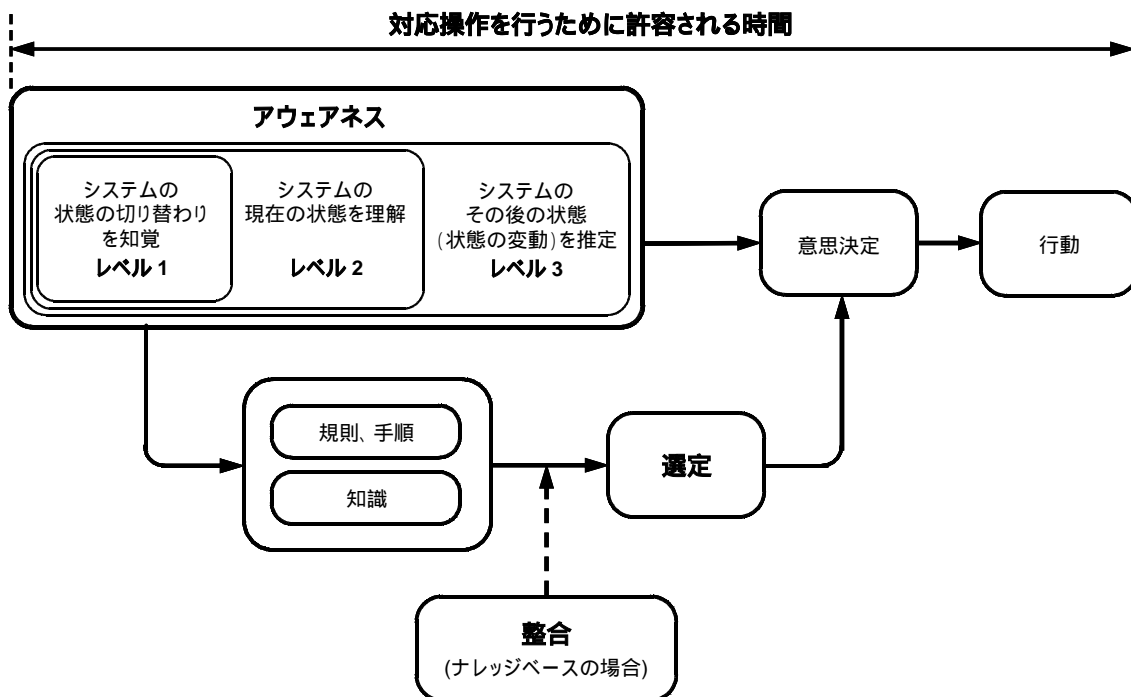 対応操作を行うために許容される時間
アウェアネス
システムの
状態の切り替わり
を知覚
レベル 1
システムの
現在の状態を理解
レベル 2
システムの
その後の状態
(状態の変動)を推定
レベル 3
意思決定
行動
規則、手順
知識
選定
整合
(ナレッジベースの場合)